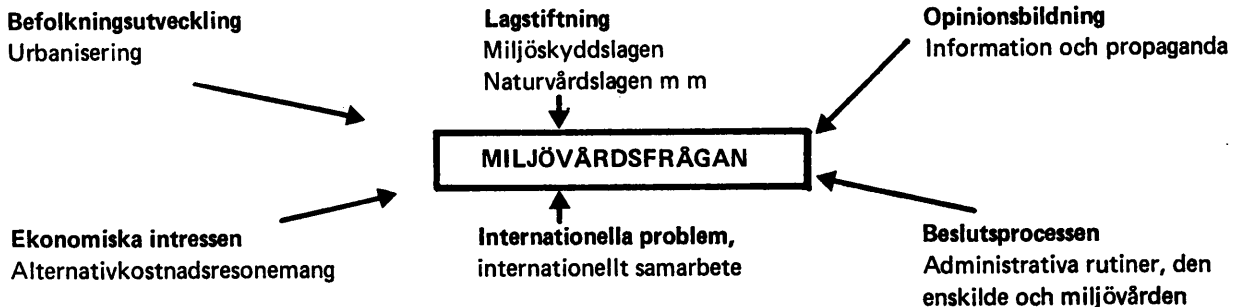 Befolkningsutveckling
Urbanisering
Lagstiftning
Miljöskyddslagen
Naturvårdslagen m m
Opinionsbildning
Information och propaganda
MILJÖVÅRDSFRÅGAN
Ekonomiska intressen
Alternativkostnadsresonemang
Internationella problem,
internationellt samarbete
Beslutsprocessen
Administrativa rutiner, den
enskilde och miljövården